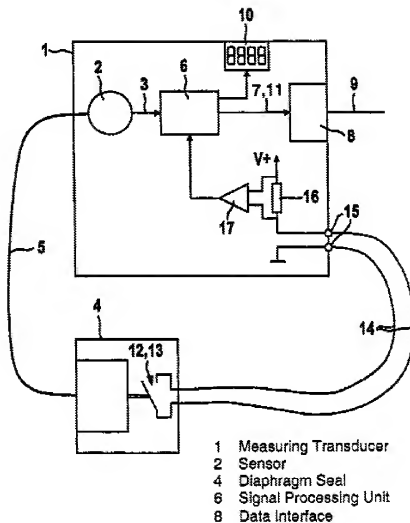 10
8888
1
2
3
6
7,11
9
8
V+
16
17
15
5
14
4
12,13
1 Measuring Transducer
2 Sensor
4 Diaphragm Seal
6 Signal Processing Unit
8 Data Interface